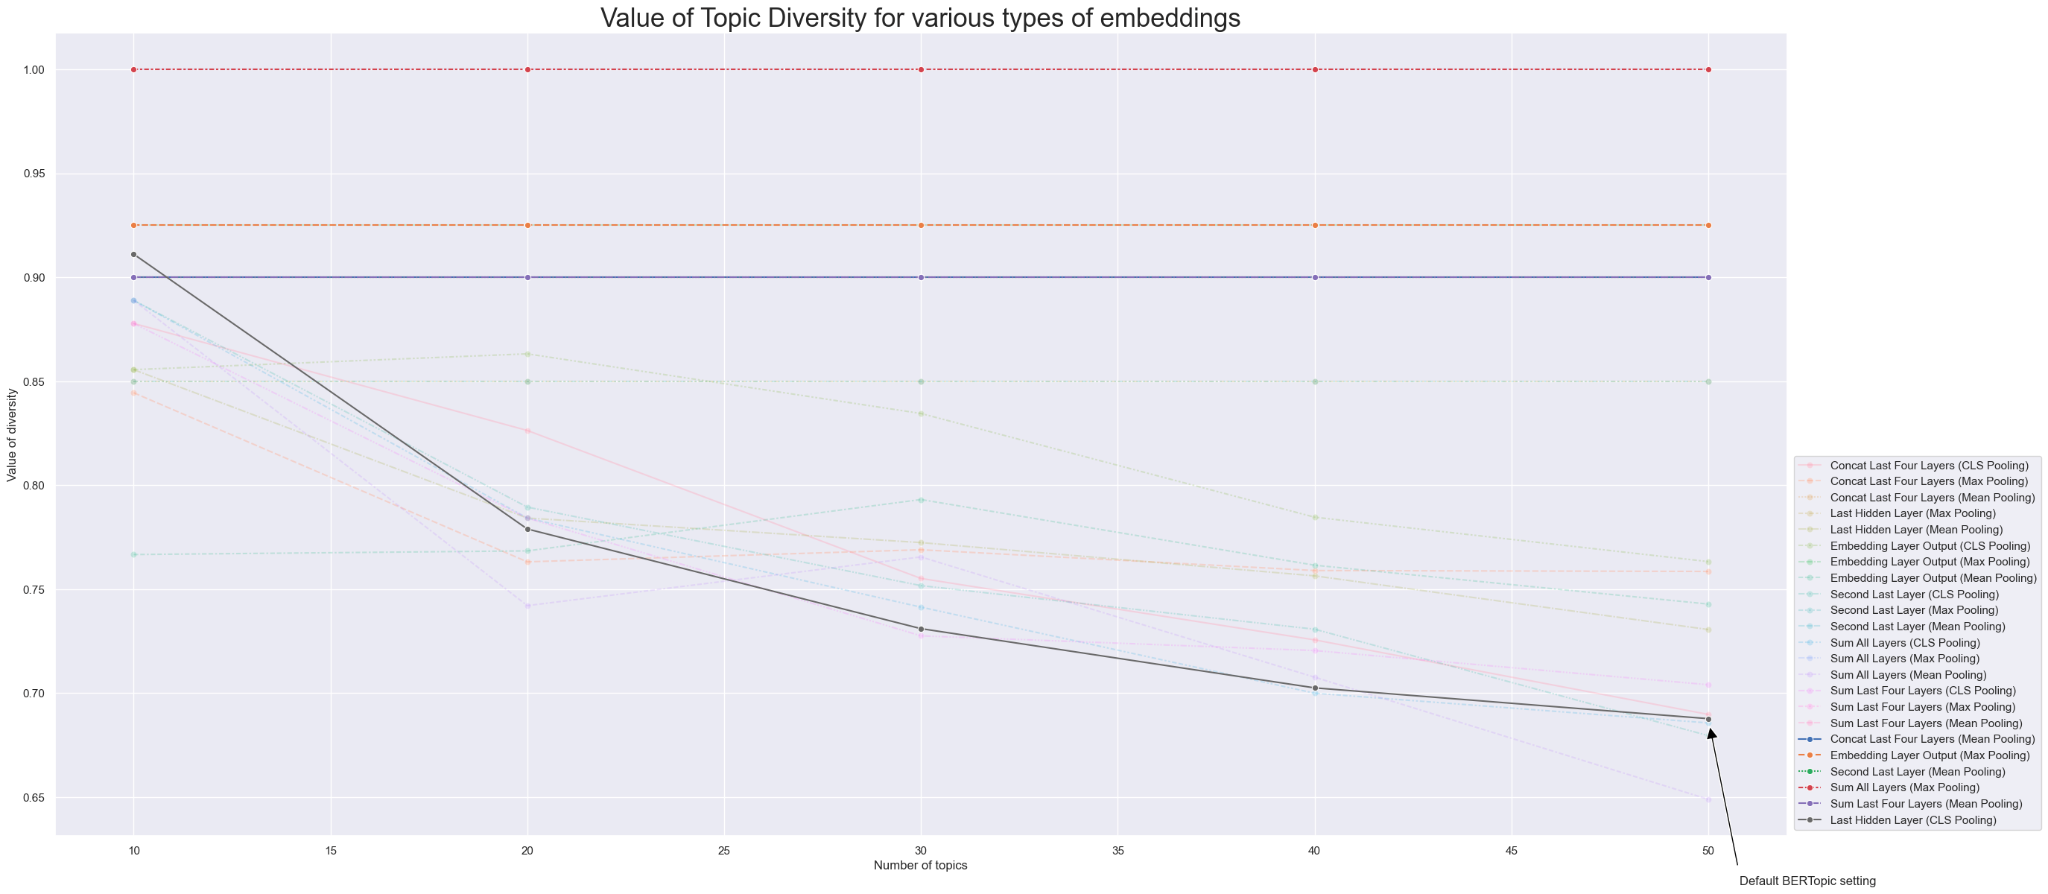 Value of Topic Diversity for various types of embeddings
1.00
0.95
0.90
0.85
0.80
0.75
0.70
0.65
Value of diversity
10
15
20
25
30
35
40
45
50
Number of topics
Concat Last Four Layers (CLS Pooling)
Concat Last Four Layers (Max Pooling)
Concat Last Four Layers (Mean Pooling)
Last Hidden Layer (Max Pooling)
Last Hidden Layer (Mean Pooling)
Embedding Layer Output (CLS Pooling)
Embedding Layer Output (Max Pooling)
Embedding Layer Output (Mean Pooling)
Second Last Layer (CLS Pooling)
Second Last Layer (Max Pooling)
Second Last Layer (Mean Pooling)
Sum All Layers (CLS Pooling)
Sum All Layers (Max Pooling)
Sum All Layers (Mean Pooling)
Sum Last Four Layers (CLS Pooling)
Sum Last Four Layers (Max Pooling)
Sum Last Four Layers (Mean Pooling)
Concat Last Four Layers (Mean Pooling)
Embedding Layer Output (Max Pooling)
Second Last Layer (Mean Pooling)
Sum All Layers (Max Pooling)
Sum Last Four Layers (Mean Pooling)
Last Hidden Layer (CLS Pooling)
Default BERTopic setting